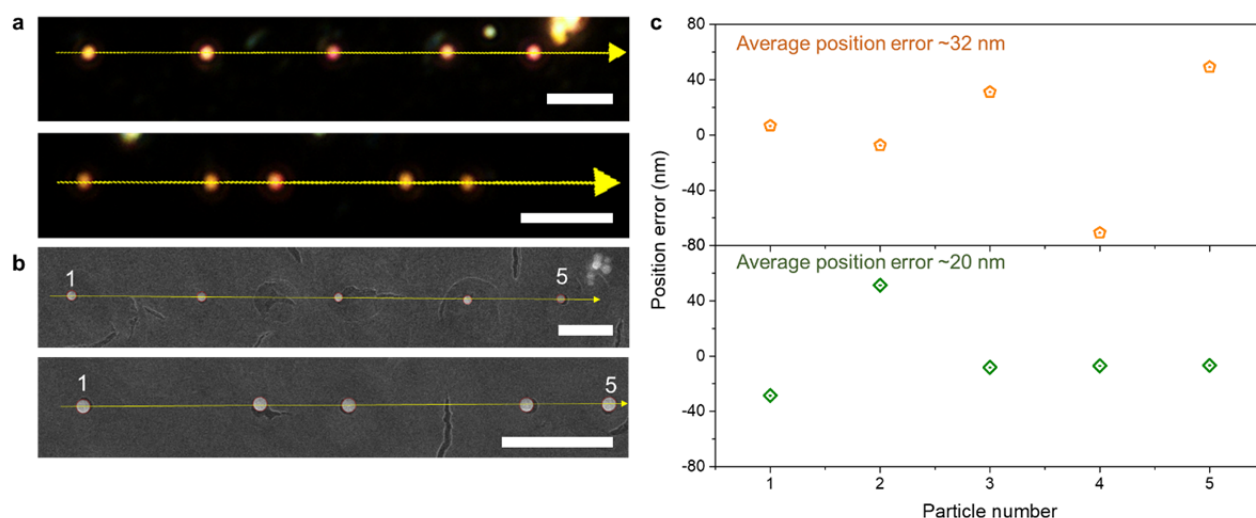 a
b
1
5
1
5
c
80
Average position error ~32 nm
40
0
-40
-80
Average position error ~20 nm
40
0
-40
-80
Position error (nm)
1 2 3 4 5
Particle number